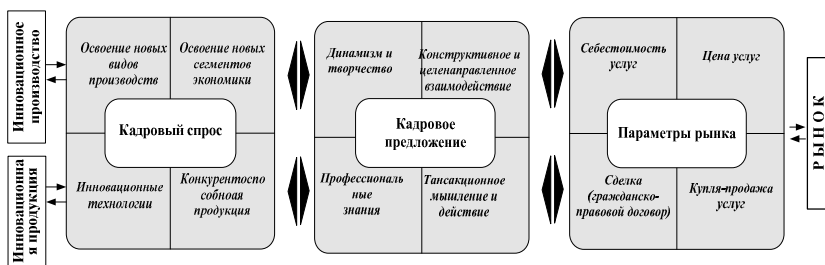 Инновационное
производство
Инновационна
я продукция
Освоение новых
видов
производств
Освоение новых
сегментов
экономики
Кадровый спрос
Инновационные
технологии
Конкурентоспо
собноая
продукция
Динамизм и
творчество
Конструктивное и
целенаправленное
взаимодействие
Кадровое
предложение
Профессиональ
ные
знания
Тансакционное
мышление и
действие
Себестоимость
услуг
Цена услуг
Параметры рынка
Сделка
(гражданско-
правовой договор)
Купля-продажа
услуг
РЫНОК